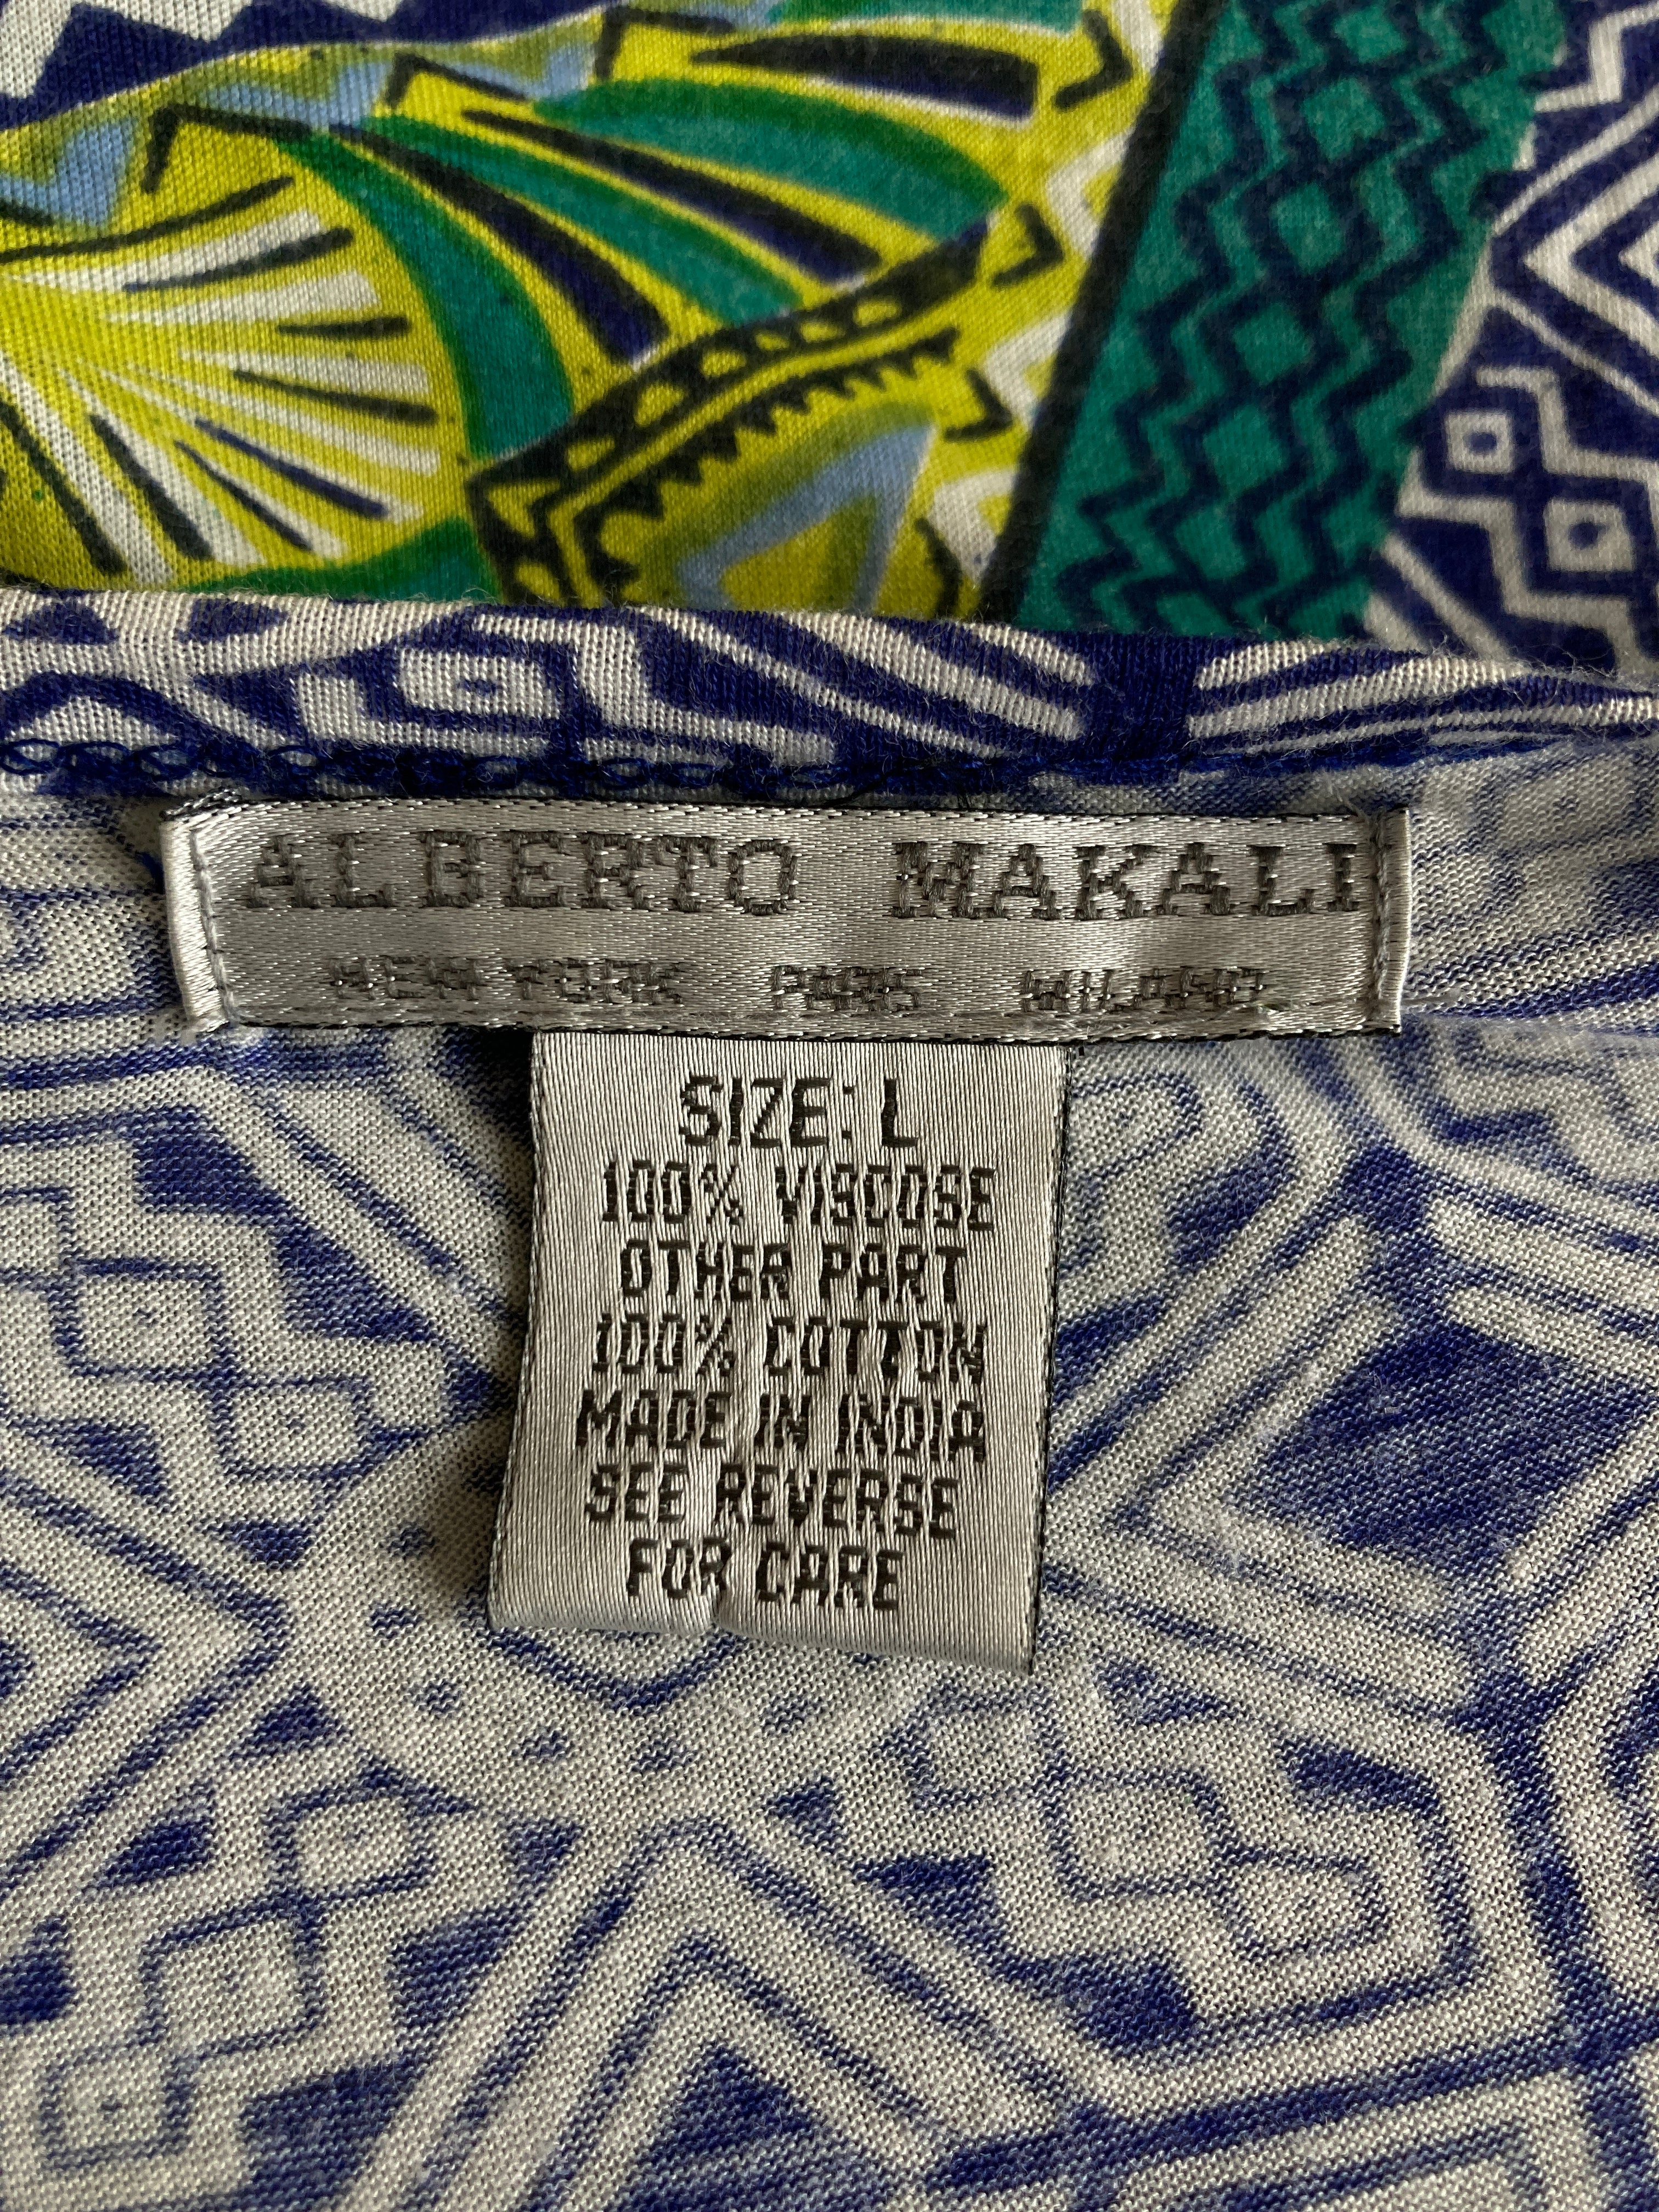 ALBERTO MAKALI
NEW YORK PARIS MILANO
SIZE: L
100% VISCOSE
OTHER PART
100% COTTON
MADE IN INDIA
SEE REVERSE
FOR CARE